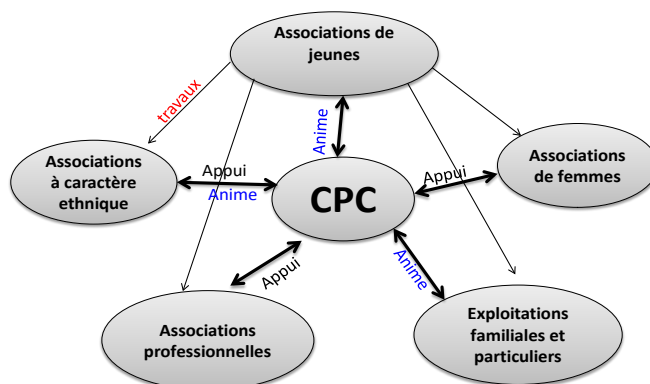 Associations de
jeunes
travaux
Anime
Associations
à caractère
ethnique
Appui
Anime
CPC
Appui
Associations
de femmes
Appui
Anime
Associations
professionnelles
Exploitations
familiales et
particuliers